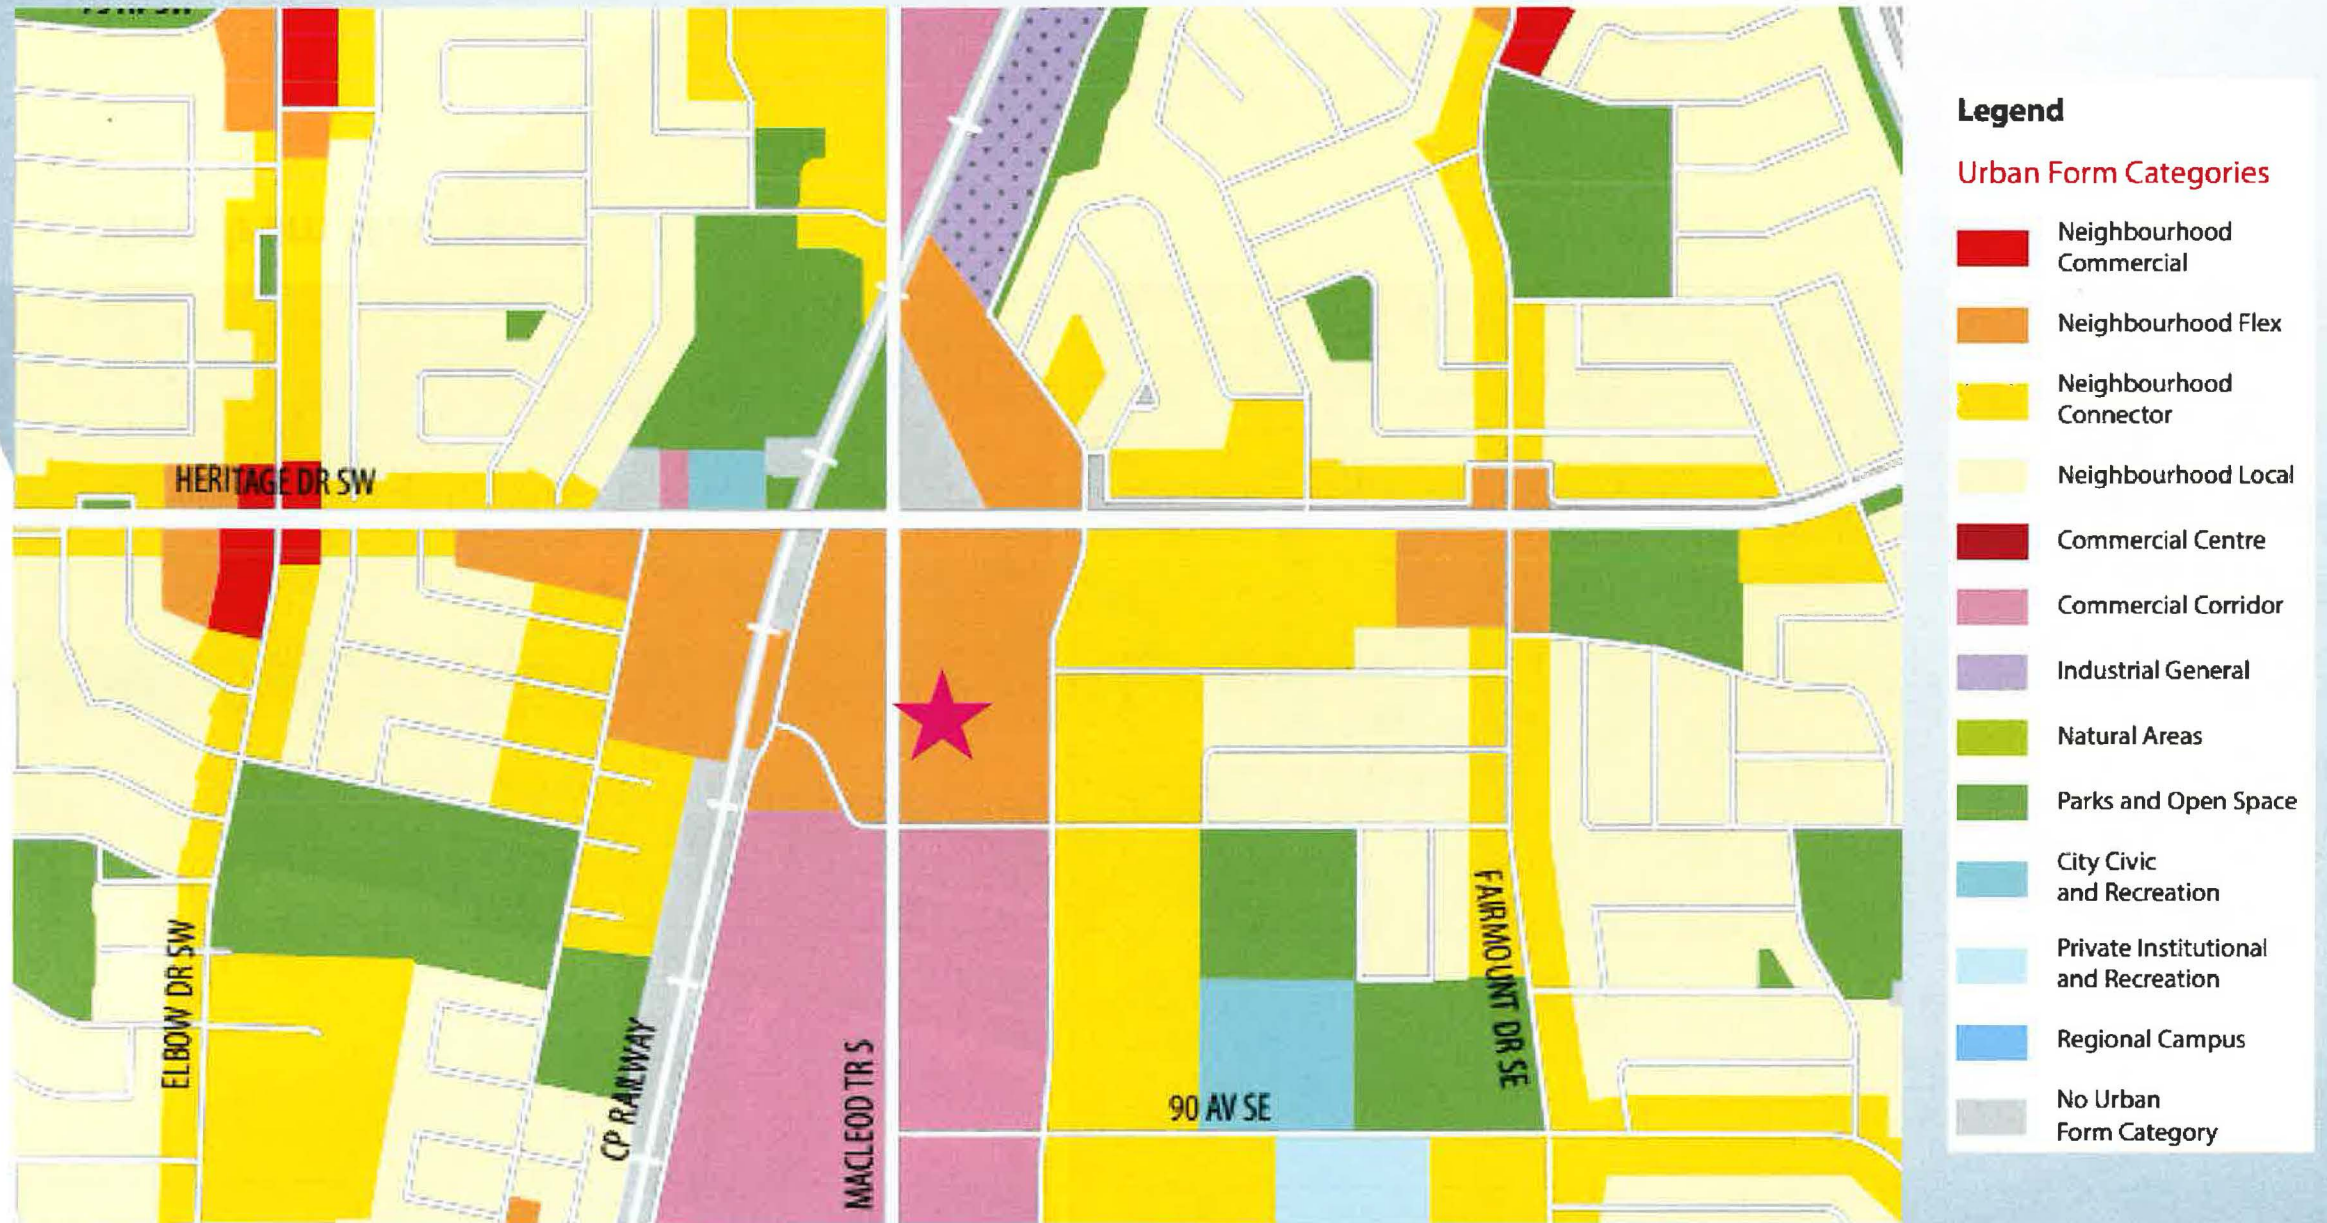 HERITAGE DR SW
ELBOW DR SW
CP RAILWAY
MACLEOD TR S
90 AV SE
FAIRMOUNT DR SE
Legend
Urban Form Categories
Neighbourhood
Commercial
Neighbourhood Flex
Neighbourhood
Connector
Neighbourhood Local
Commercial Centre
Commercial Corridor
Industrial General
Natural Areas
Parks and Open Space
City Civic
and Recreation
Private Institutional
and Recreation
Regional Campus
No Urban
Form Category